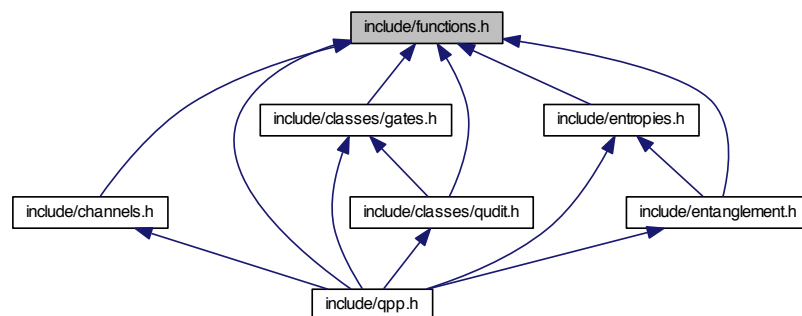 include/functions.h
include/classes/gates.h
include/entropies.h
include/channels.h
include/classes/qudit.h
include/entanglement.h
include/qpp.h